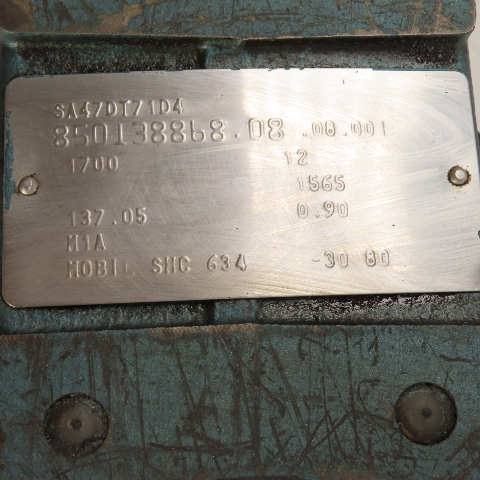 SA47DT71D4
850138868.08 .08.001
1700 12
1565
137.05 0.90
M1A
MOBIL SHC 634 -30 80